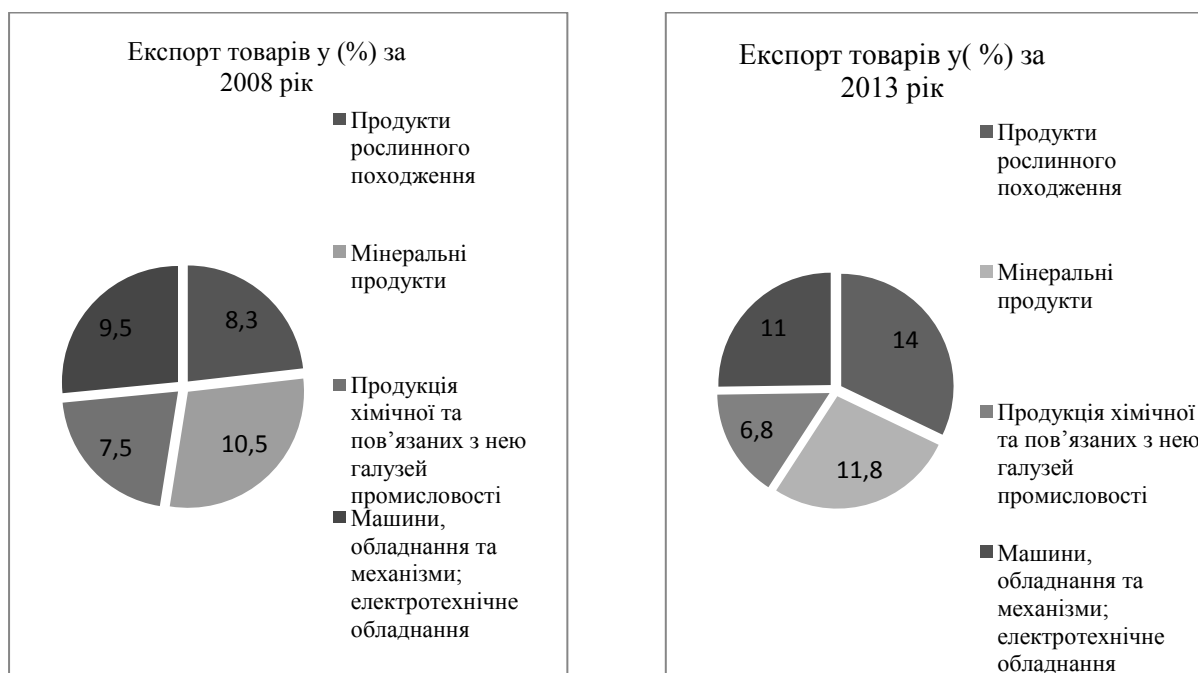 Експорт товарів у (%) за
2008 рік
Продукти
рослинного
походження
Мінеральні
продукти
Продукція
хімічної та
пов’язаних з нею
галузей
промисловості
Машини,
обладнання та
механізми;
електротехнічне
обладнання
9,5
8,3
7,5
10,5
Експорт товарів у( %) за
2013 рік
Продукти
рослинного
походження
Мінеральні
продукти
Продукція хімічної
та пов’язаних з нею
галузей
промисловості
Машини,
обладнання та
механізми;
електротехнічне
обладнання
11
14
6,8
11,8